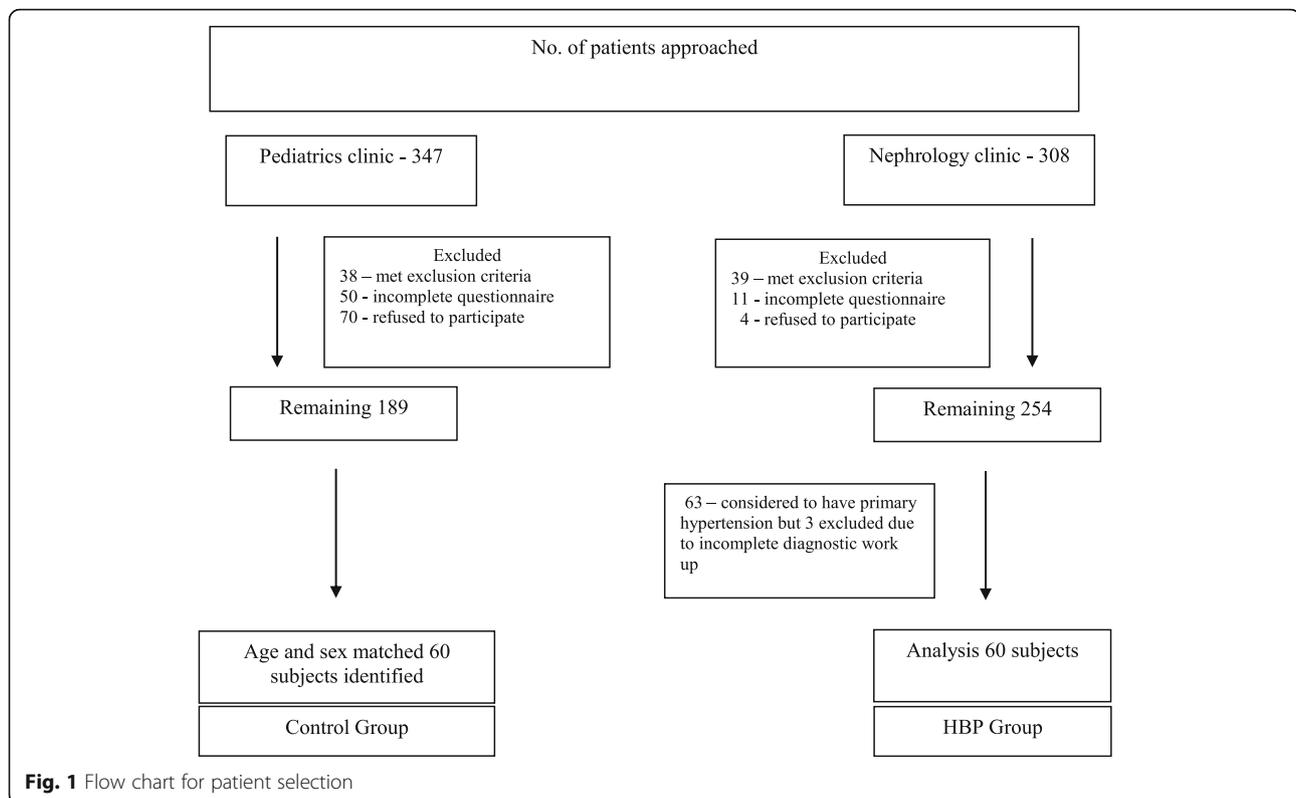 No. of patients approached
Pediatrics clinic - 347
Nephrology clinic - 308
Excluded
38 – met exclusion criteria
50 - incomplete questionnaire
70 - refused to participate
Excluded
39 – met exclusion criteria
11 - incomplete questionnaire
4 - refused to participate
Remaining 189
Remaining 254
63 – considered to have primary
hypertension but 3 excluded due
to incomplete diagnostic work
up
Age and sex matched 60
subjects identified
Control Group
Analysis 60 subjects
HBP Group
Fig. 1 Flow chart for patient selection